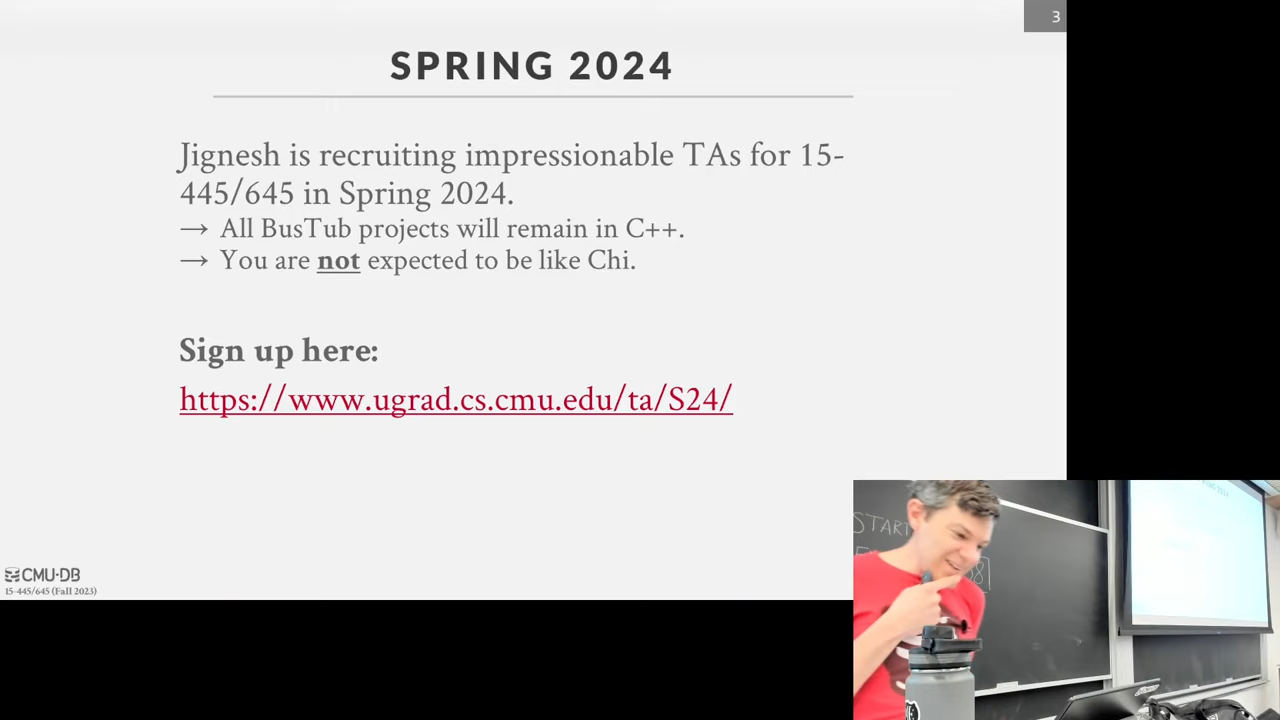 3
SPRING 2024
Jignesh is recruiting impressionable TAs for 15-
445/645 in Spring 2024.
→ All BusTub projects will remain in C++.
→ You are not expected to be like Chi.
Sign up here:
https://www.ugrad.cs.cmu.edu/ta/S24/
CMU·DB
15-445/645 (Fall 2023)
START